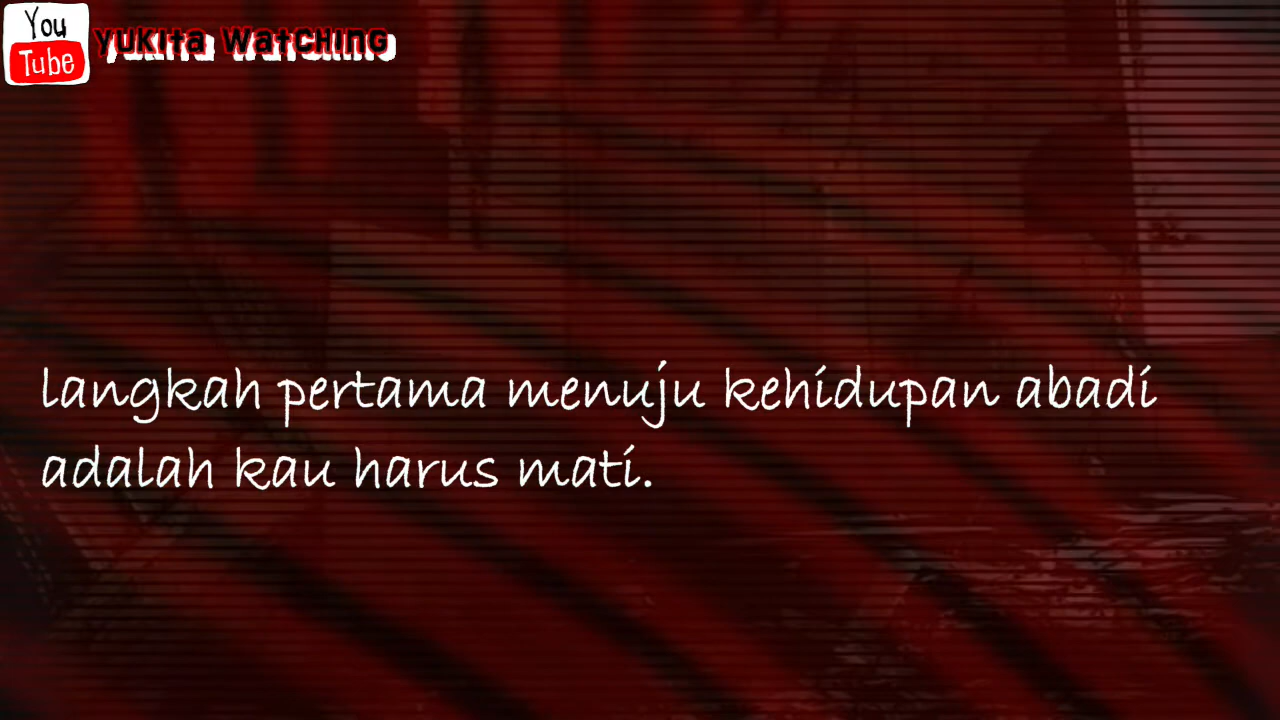 You
Tube
YUKIta WatCHING
langkah pertama menuju kehidupan abadi
adalah kau harus mati.